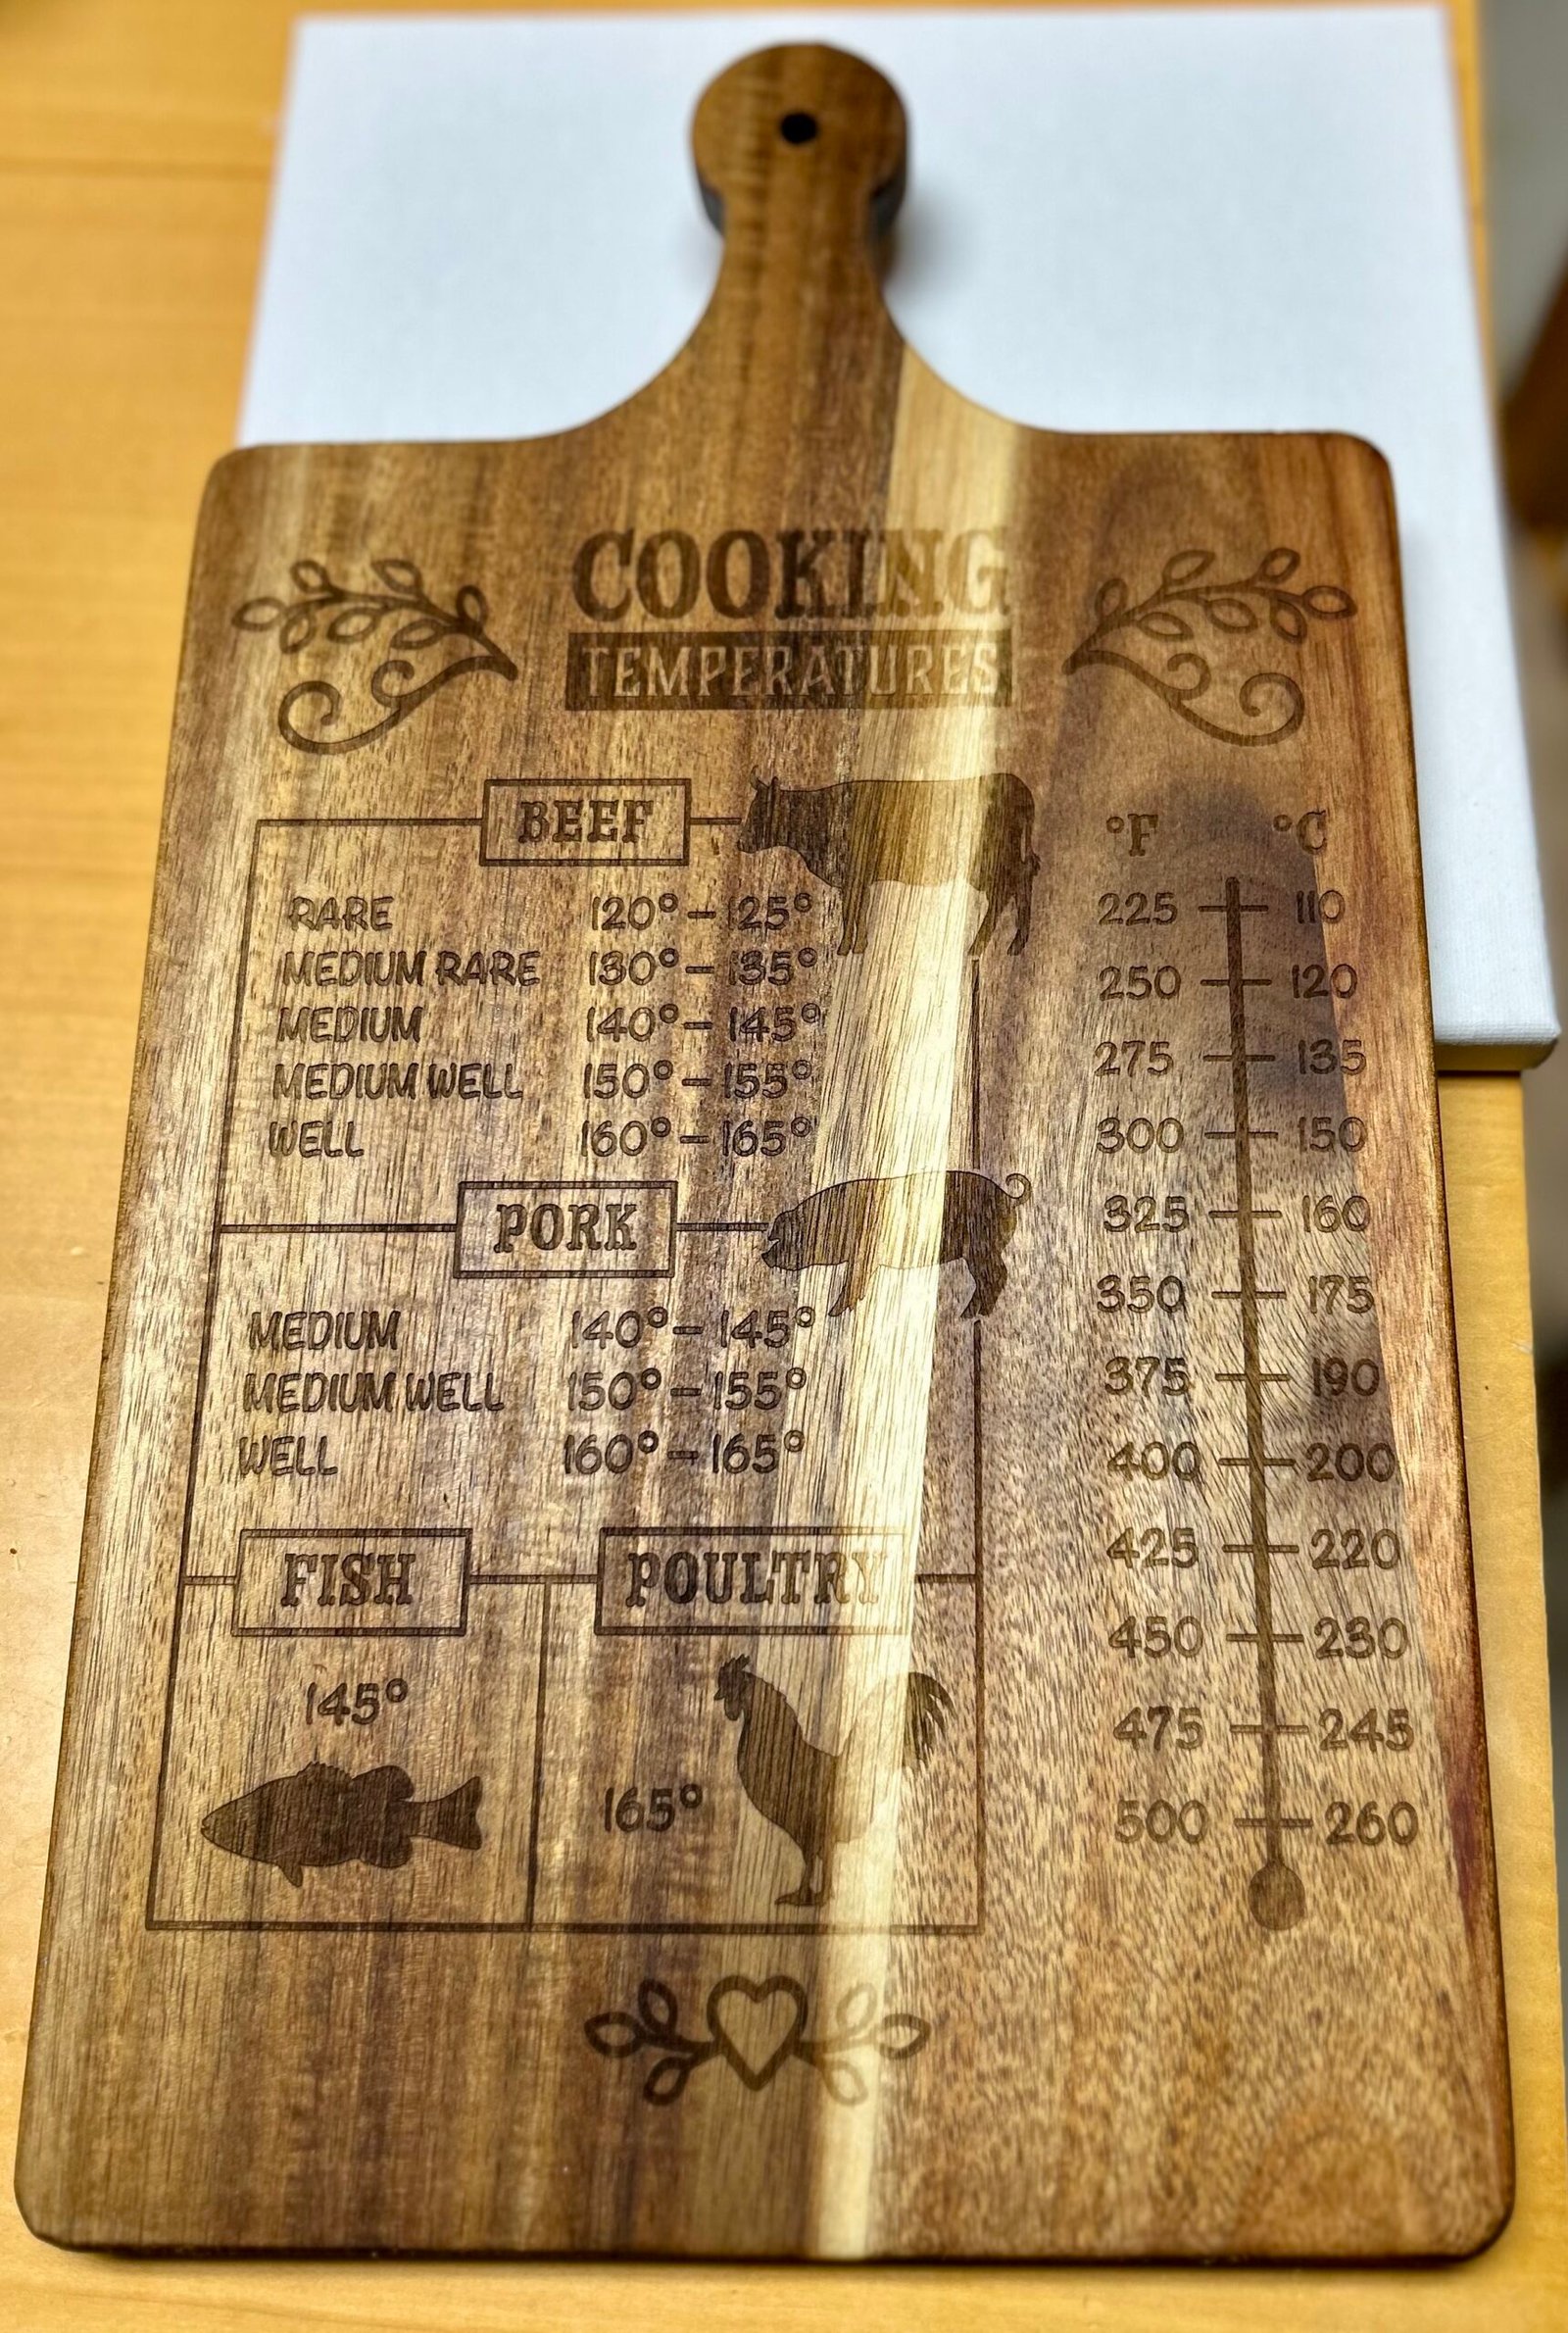 COOKING
TEMPERATURES
BEEF
RARE 120° – 125°
MEDIUM RARE 130° – 135°
MEDIUM 140° – 145°
MEDIUM WELL 150° – 155°
WELL 160° – 165°
PORK
MEDIUM 140° – 145°
MEDIUM WELL 150° – 155°
WELL 160° – 165°
FISH
145°
POULTRY
165°
°F °C
225 110
250 120
275 135
300 150
325 160
350 175
375 190
400 200
425 220
450 230
475 245
500 260